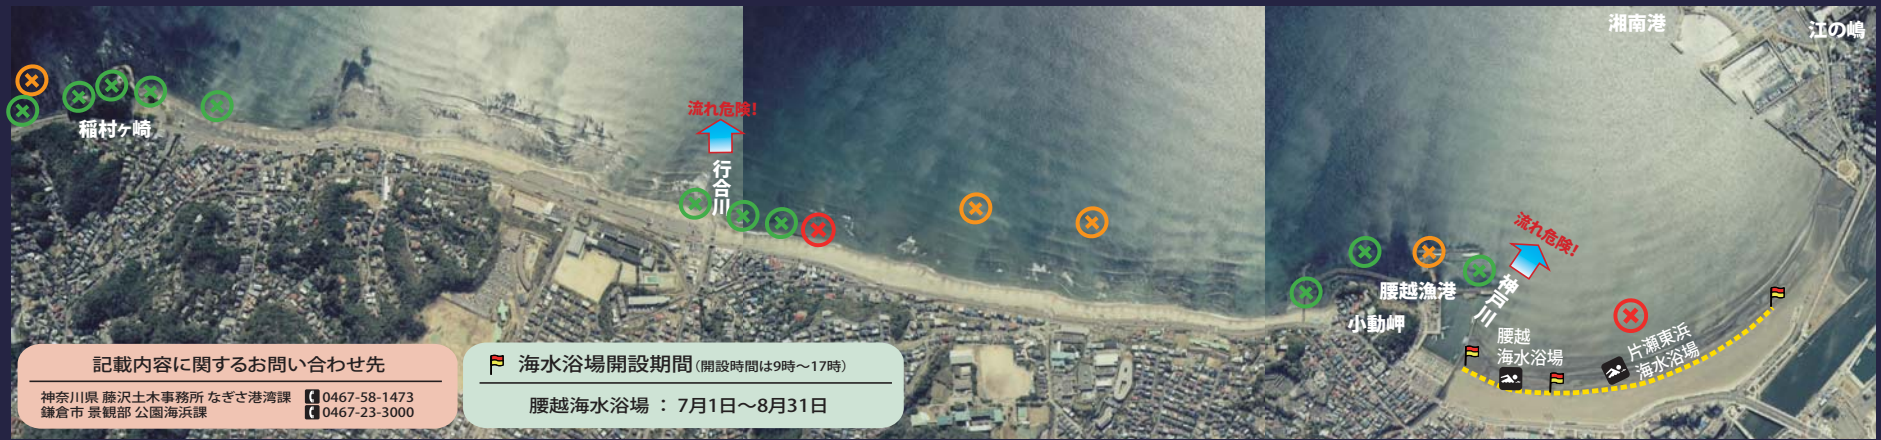 湘南港
江の嶋
稲村ヶ崎
流れ危険!
行合川
流れ危険!
神戸川
腰越漁港
小動岬
腰越
海水浴場
片瀬東浜
海水浴場
記載内容に関するお問い合わせ先
神奈川県 藤沢土木事務所 なぎさ港湾課 0467-58-1473
鎌倉市 景観部 公園海浜課 0467-23-3000
海水浴場開設期間(開設時間は9時～17時)
腰越海水浴場 ： 7月1日～8月31日